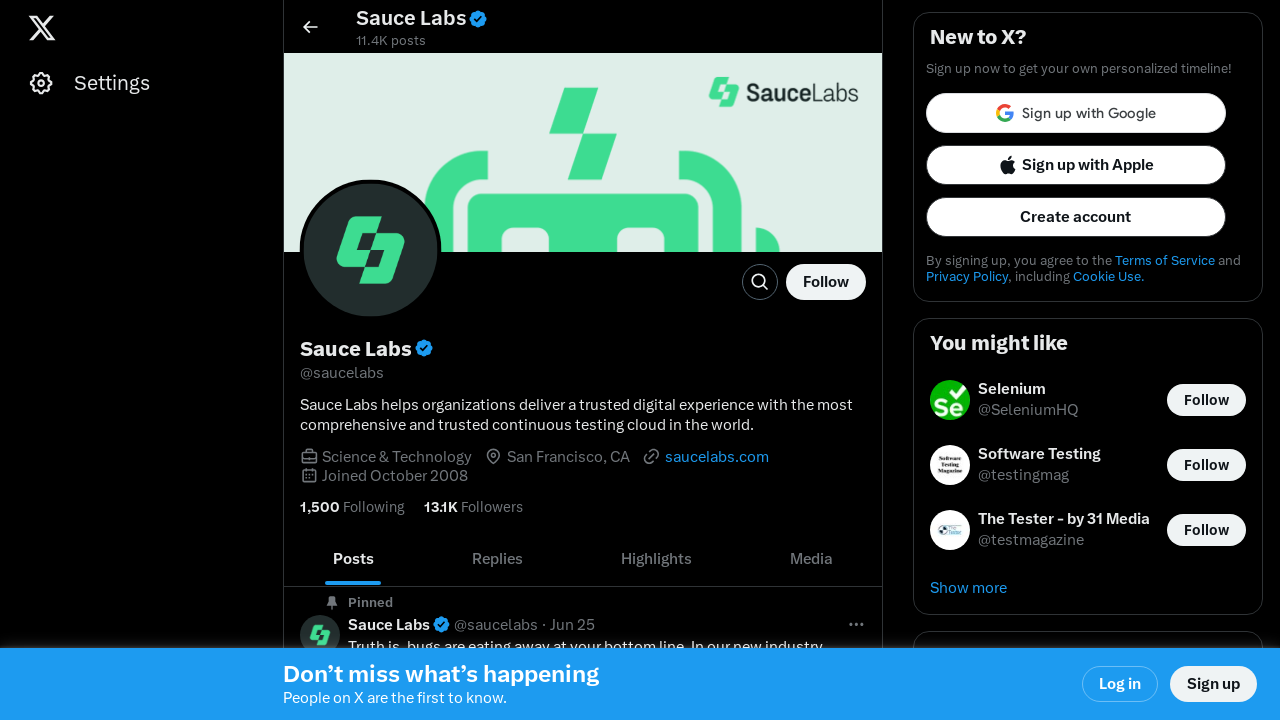 Settings
Sauce Labs
11.4K posts
SauceLabs
Follow
Sauce Labs
@saucelabs
Sauce Labs helps organizations deliver a trusted digital experience with the most
comprehensive and trusted continuous testing cloud in the world.
Science & Technology San Francisco, CA saucelabs.com
Joined October 2008
1,500 Following 13.1K Followers
Posts Replies Highlights Media
Pinned
Sauce Labs @saucelabs · Jun 25
Truth is, bugs are eating away at your bottom line. In our new industry
New to X?
Sign up now to get your own personalized timeline!
Sign up with Google
Sign up with Apple
Create account
By signing up, you agree to the Terms of Service and
Privacy Policy, including Cookie Use.
You might like
Selenium
@SeleniumHQ
Follow
Software
Testing
Magazine
Software Testing
@testingmag
Follow
The Tester - by 31 Media
@testmagazine
Follow
Show more
Don’t miss what’s happening
People on X are the first to know.
Log in
Sign up